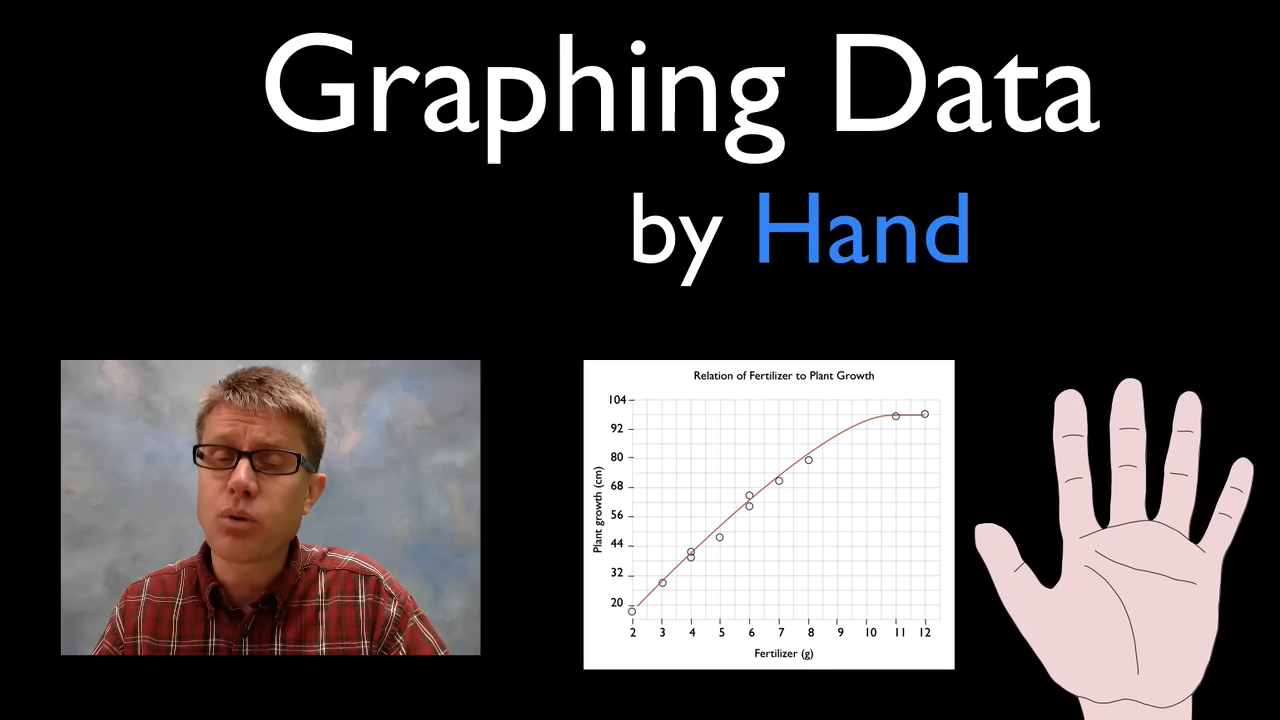 Graphing Data
by Hand
Relation of Fertilizer to Plant Growth
Plant growth (cm)
104
92
80
68
56
44
32
20
2 3 4 5 6 7 8 9 10 11 12
Fertilizer (g)